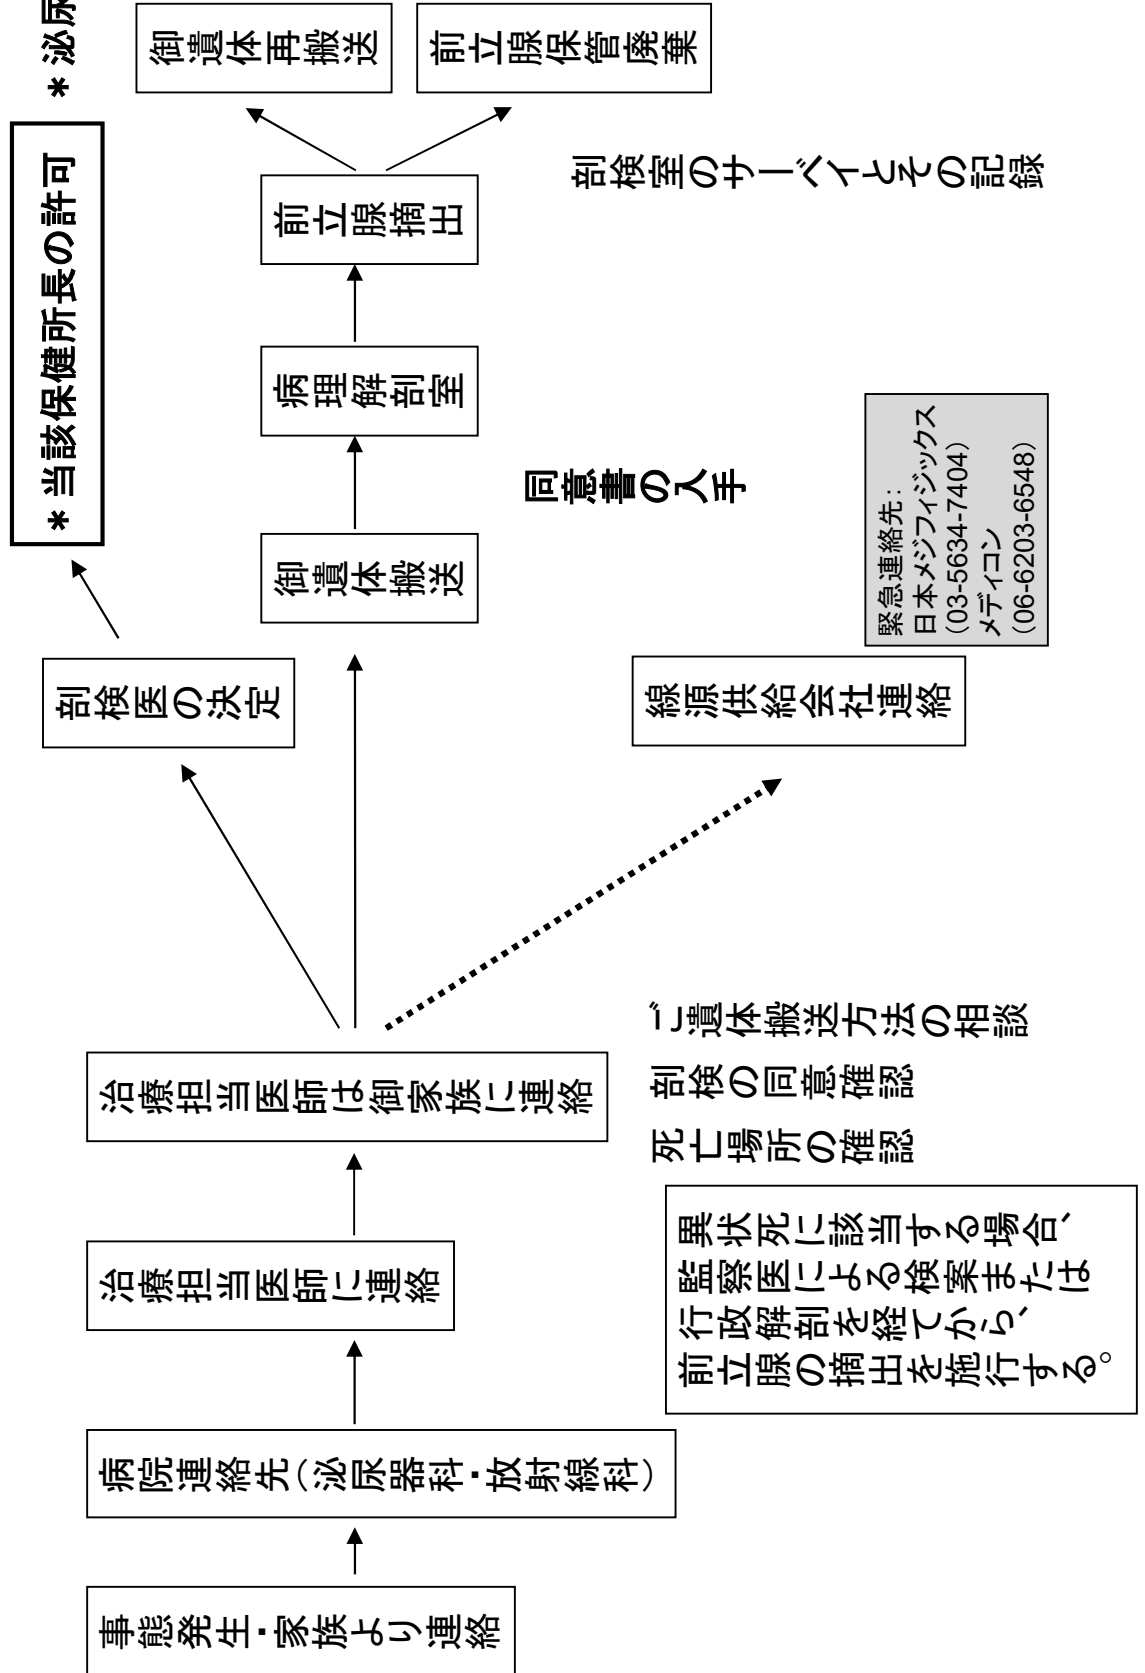 事態発生・家族より連絡
病院連絡先(泌尿器科・放射線科)
治療担当医師に連絡
治療担当医師は御家族に連絡
異状死に該当する場合、
監察医による検案または
行政解剖を経てから、
前立腺の摘出を施行する。
死亡場所の確認
剖検の同意確認
ご遺体搬送方法の相談
剖検医の決定
*当該保健所長の許可
*泌尿
線源供給会社連絡
緊急連絡先:
日本メジフィジックス
(03-5634-7404)
メディコン
(06-6203-6548)
御遺体搬送
同意書の入手
病理解剖室
前立腺摘出
剖検室のサーベイとその記録
御遺体再搬送
前立腺保管廃棄